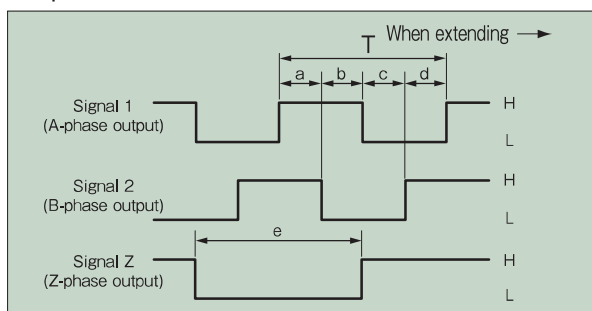 When extending
T
a b c d
Signal 1
(A-phase output)
H
L
Signal 2
(B-phase output)
H
L
e
Signal Z
(Z-phase output)
H
L